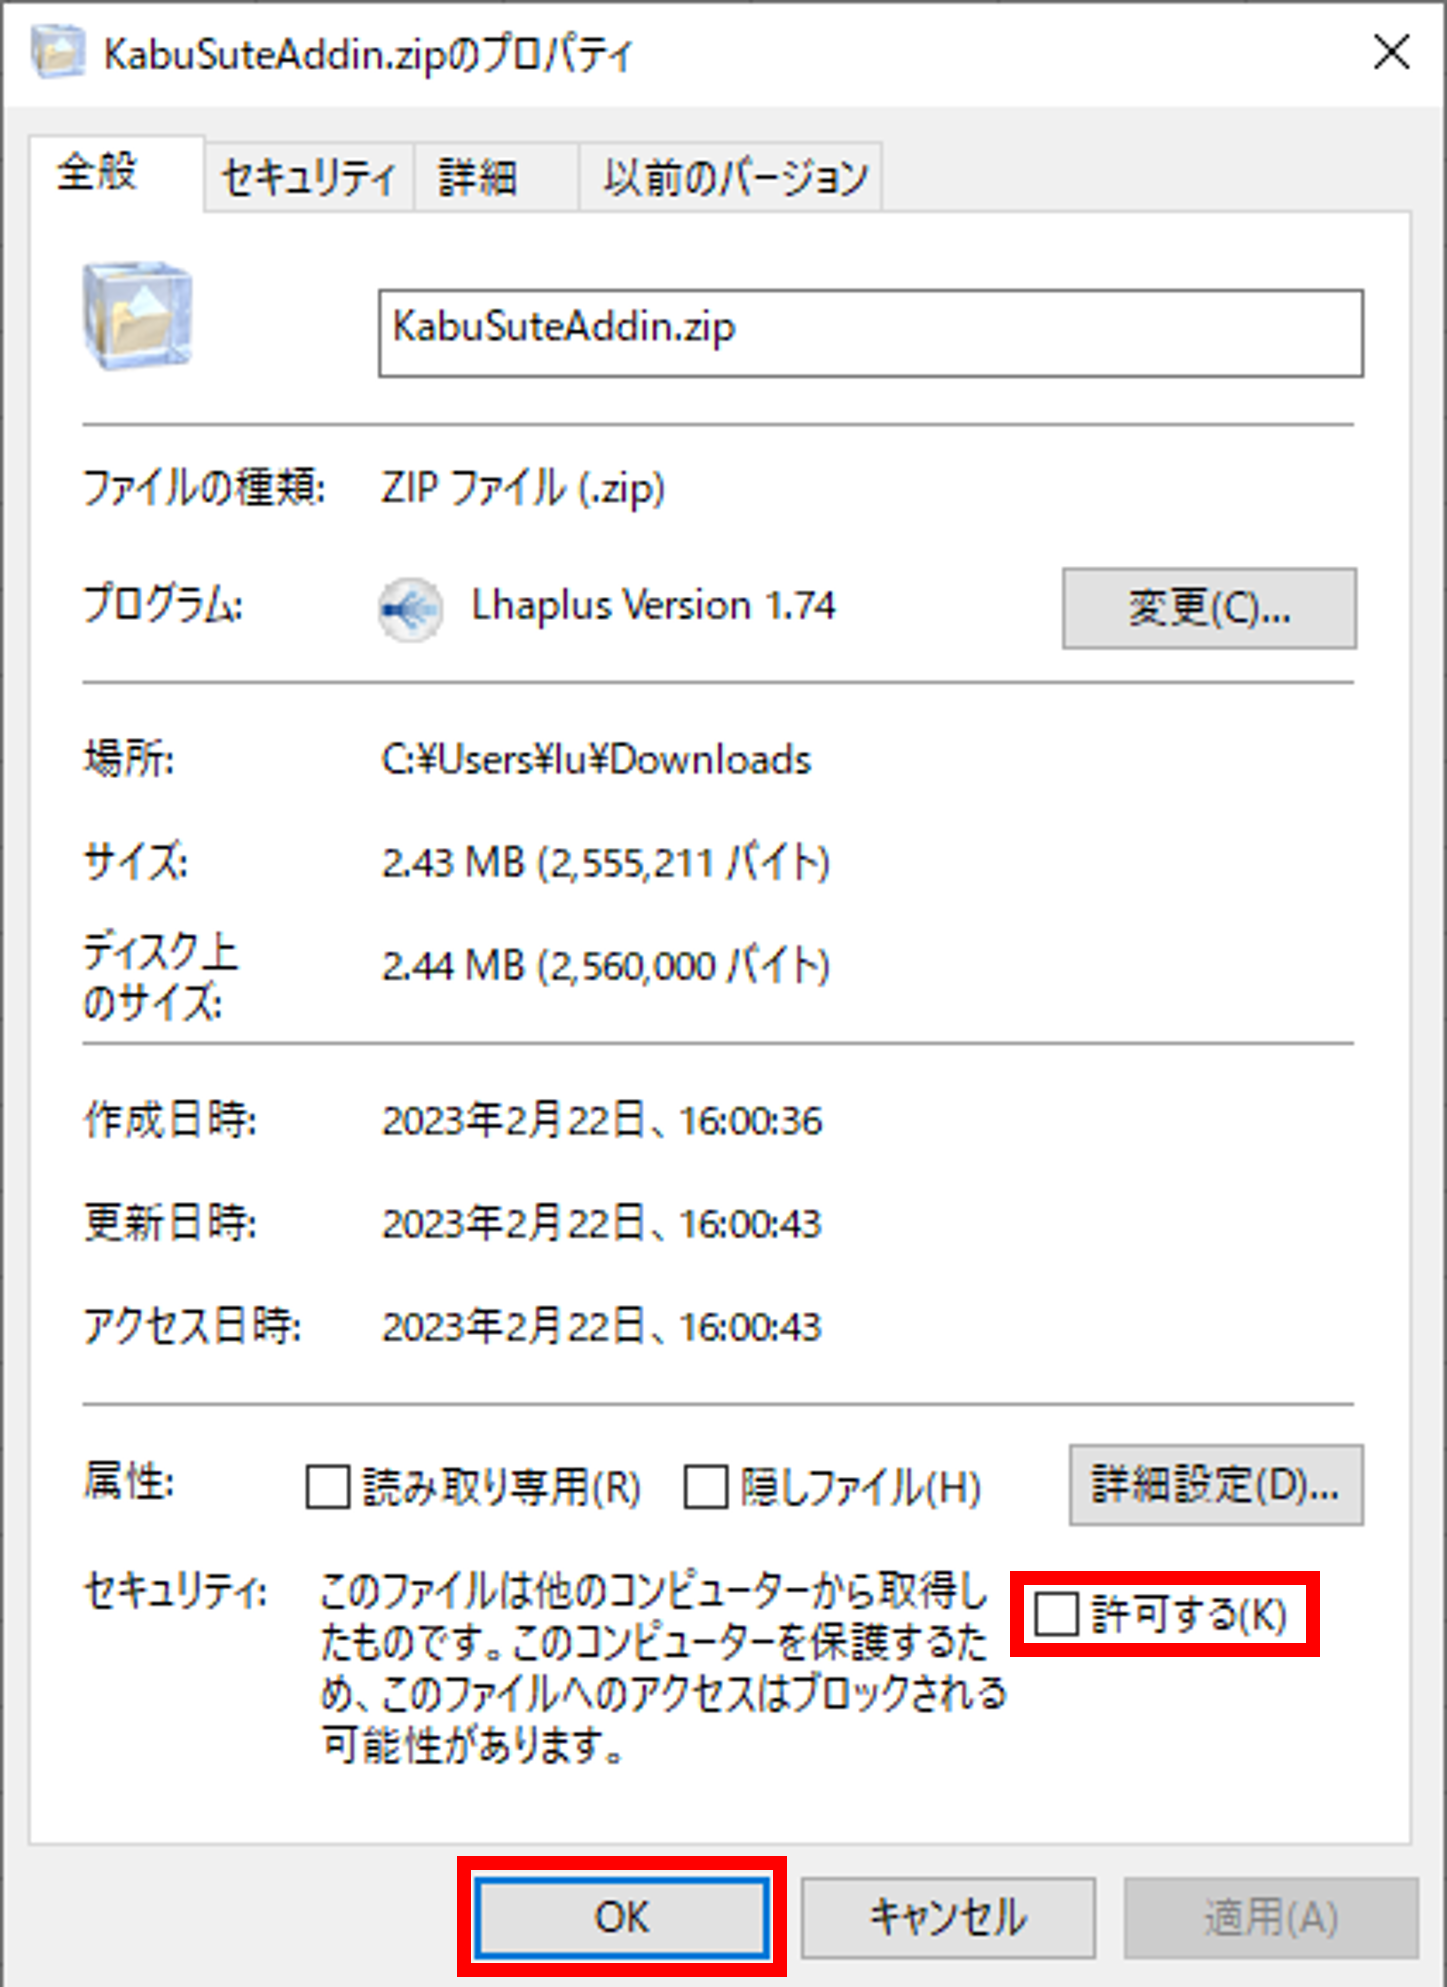 KabuSuteAddin.zipのプロパティ
全般 セキュリティ 詳細 以前のバージョン
KabuSuteAddin.zip
ファイルの種類: ZIP ファイル (.zip)
プログラム: Lhaplus Version 1.74 変更(C)...
場所: C:¥Users¥lu¥Downloads
サイズ: 2.43 MB (2,555,211 バイト)
ディスク上
のサイズ: 2.44 MB (2,560,000 バイト)
作成日時: 2023年2月22日、16:00:36
更新日時: 2023年2月22日、16:00:43
アクセス日時: 2023年2月22日、16:00:43
属性: 読み取り専用(R) 隠しファイル(H) 詳細設定(D)...
セキュリティ: このファイルは他のコンピューターから取得し
たものです。このコンピューターを保護するた
め、このファイルへのアクセスはブロックされる
可能性があります。
許可する(K)
OK キャンセル 適用(A)